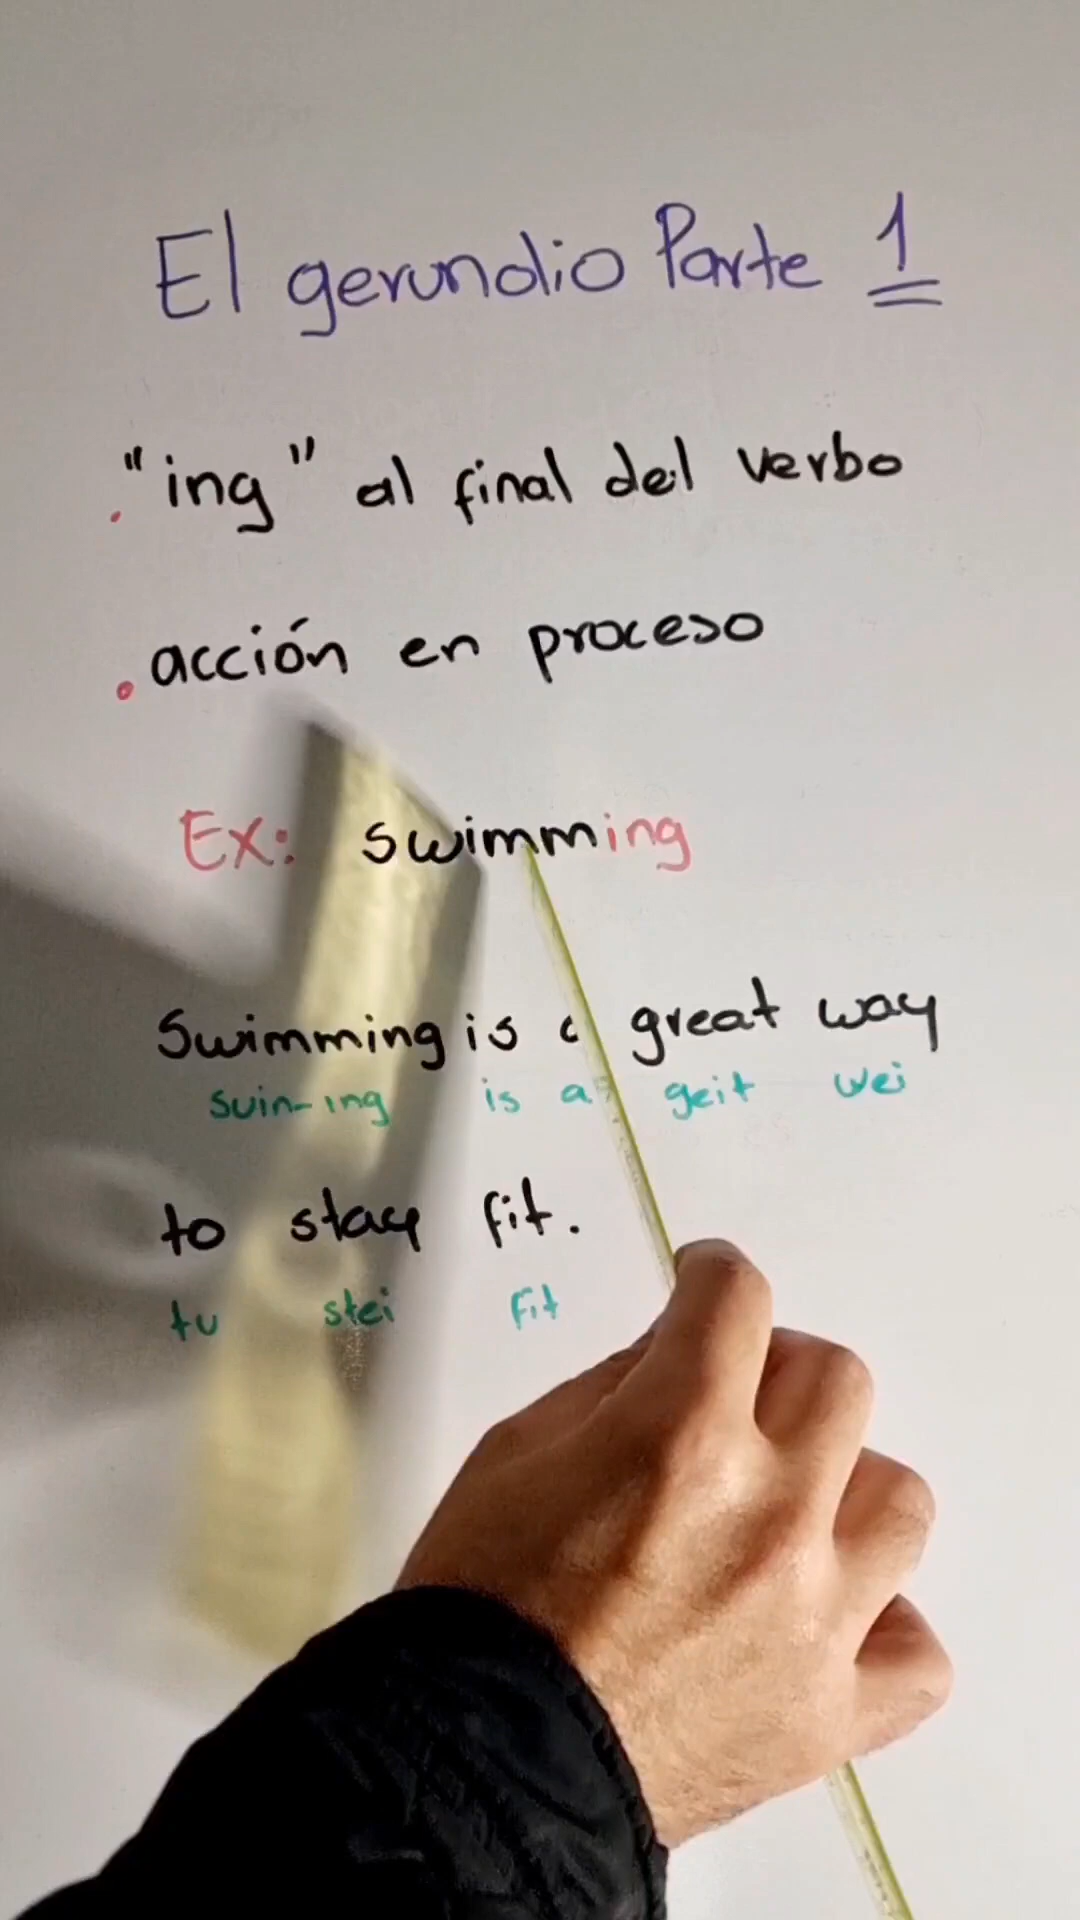 El gerundio Parte 1
"ing" al final del verbo
acción en proceso
Ex: swimming
Swimming is a great way
suin-ing is a geit wei
to stay fit.
tu stei fit